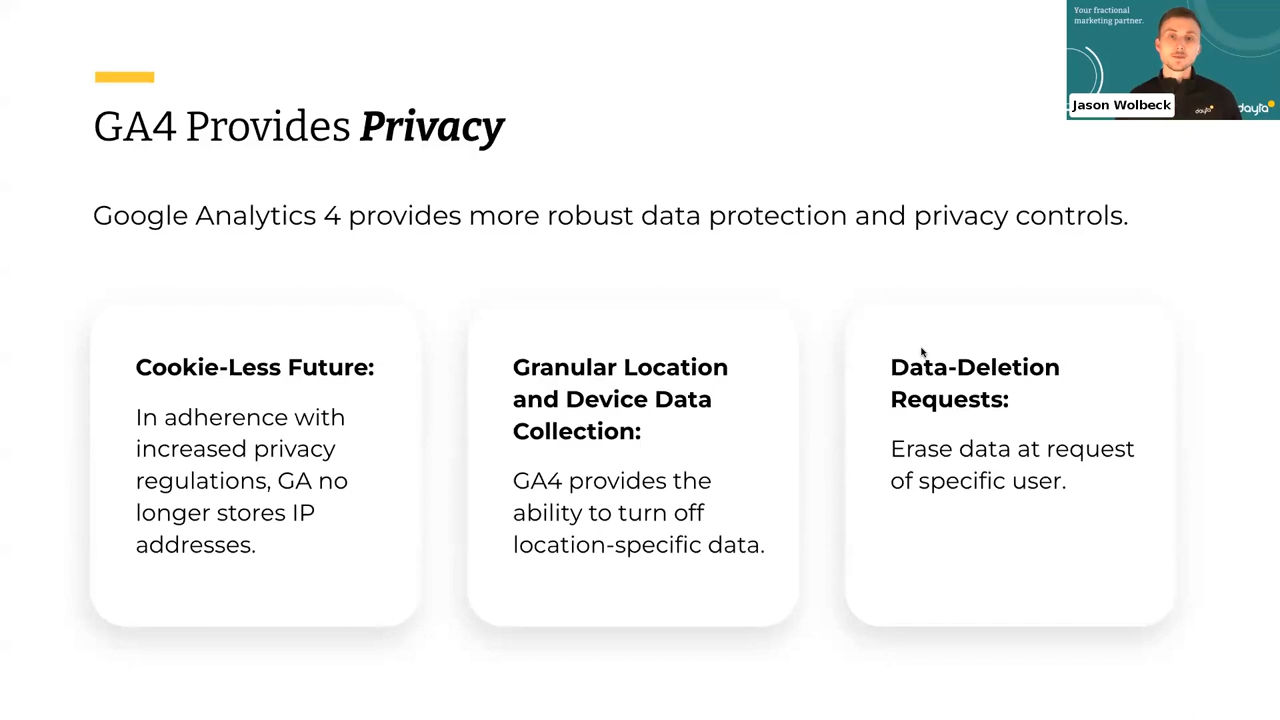 Your fractional
marketing partner.
Jason Wolbeck
dayta
dayta
GA4 Provides Privacy
Google Analytics 4 provides more robust data protection and privacy controls.
Cookie-Less Future:
In adherence with
increased privacy
regulations, GA no
longer stores IP
addresses.
Granular Location
and Device Data
Collection:
GA4 provides the
ability to turn off
location-specific data.
Data-Deletion
Requests:
Erase data at request
of specific user.